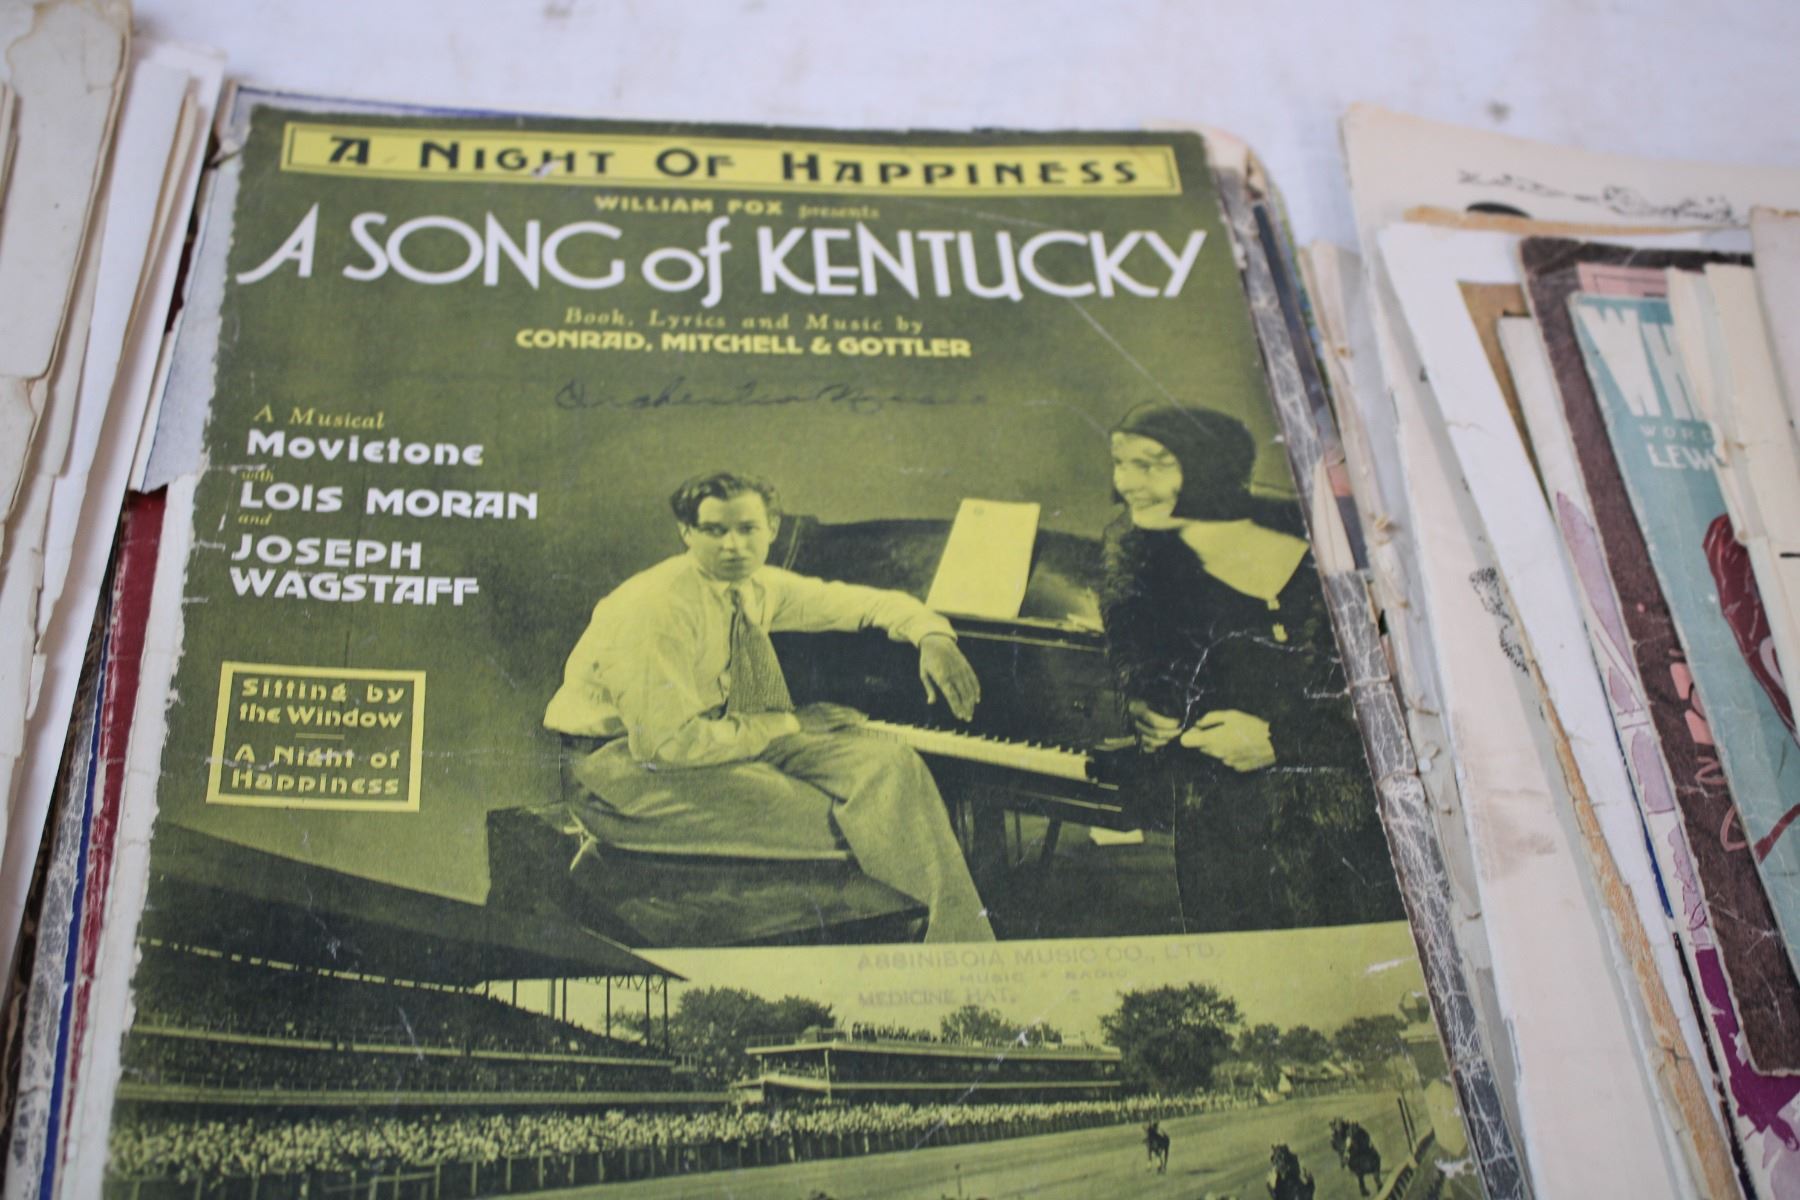 A NIGHT OF HAPPINESS
WILLIAM FOX presents
A SONG of KENTUCKY
Book, Lyrics and Music by
CONRAD, MITCHELL & GOTTLER
A Musical
Movietone
with
LOIS MORAN
and
JOSEPH
WAGSTAFF
Sitting by
the Window
A Night of
Happiness
ASSINIBOIA MUSIC CO., LTD.
MUSIC & RADIO
MEDICINE HAT,
WORDS
LEW